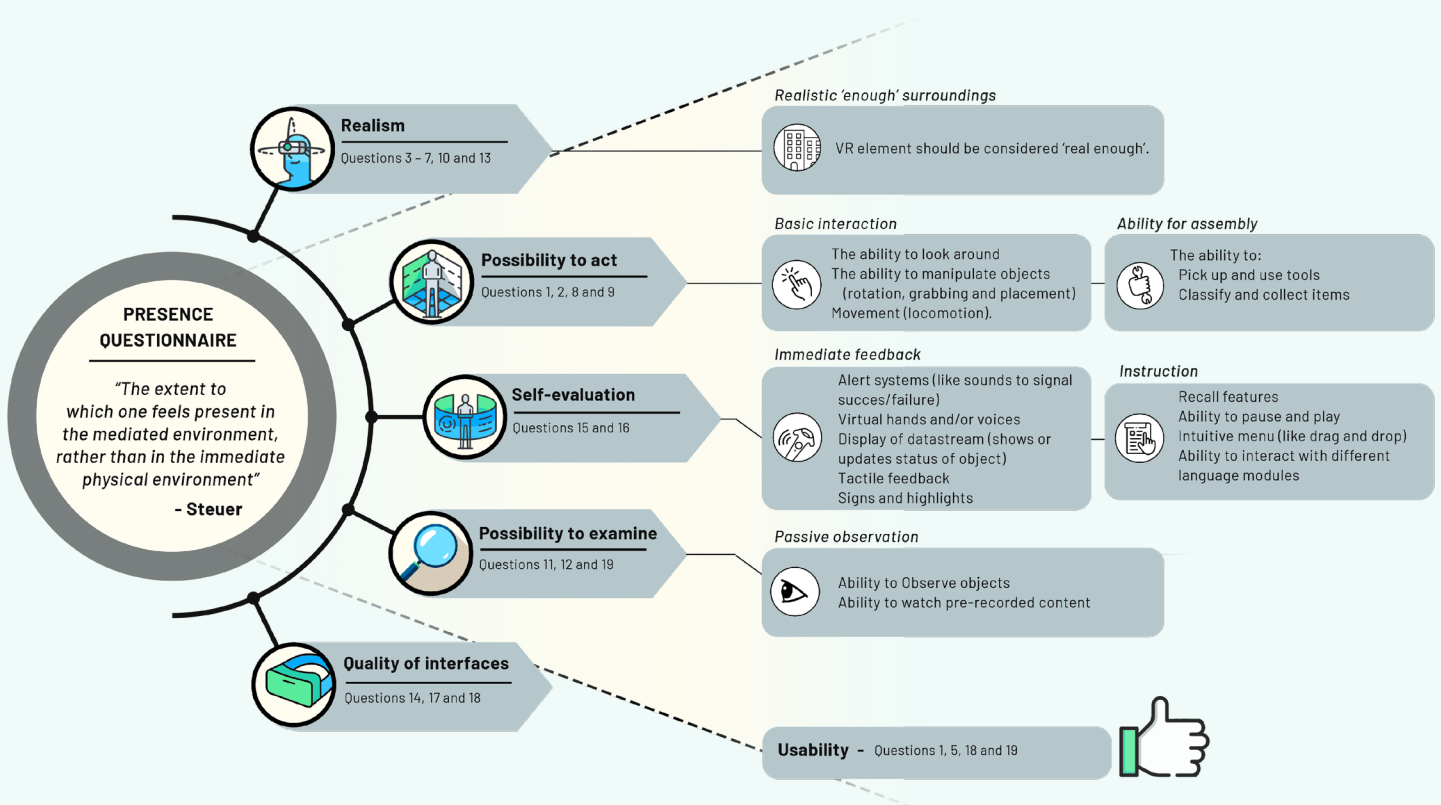 PRESENCE
QUESTIONNAIRE
“The extent to
which one feels present in
the mediated environment,
rather than in the immediate
physical environment”
- Steuer
Realism
Questions 3 – 7, 10 and 13
Possibility to act
Questions 1, 2, 8 and 9
Self-evaluation
Questions 15 and 16
Possibility to examine
Questions 11, 12 and 19
Quality of interfaces
Questions 14, 17 and 18
Realistic ‘enough’ surroundings
VR element should be considered ‘real enough’.
Basic interaction
The ability to look around
The ability to manipulate objects
(rotation, grabbing and placement)
Movement (locomotion).
Ability for assembly
The ability to:
Pick up and use tools
Classify and collect items
Immediate feedback
Alert systems (like sounds to signal
succes/failure)
Virtual hands and/or voices
Display of datastream (shows or
updates status of object)
Tactile feedback
Signs and highlights
Instruction
Recall features
Ability to pause and play
Intuitive menu (like drag and drop)
Ability to interact with different
language modules
Passive observation
Ability to Observe objects
Ability to watch pre-recorded content
Usability - Questions 1, 5, 18 and 19